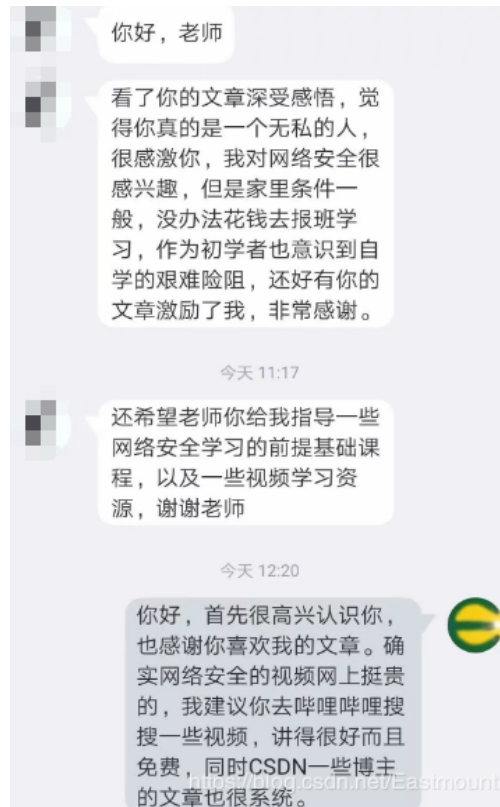 你好，老师
看了你的文章深受感悟，觉
得你真的是一个无私的人，
很感激你，我对网络安全很
感兴趣，但是家里条件一
般，没办法花钱去报班学
习，作为初学者也意识到自
学的艰难险阻，还好有你的
文章激励了我，非常感谢。
今天 11:17
还希望老师你给我指导一些
网络安全学习的前提基础课
程，以及一些视频学习资
源，谢谢老师
今天 12:20
你好，首先很高兴认识你，
也感谢你喜欢我的文章。确
实网络安全的视频网上挺贵
的，我建议你去哔哩哔哩搜
搜一些视频，讲得很好而且
免费，同时CSDN一些博主
的文章也很系统。
https://blog.csdn.net/Eastmount